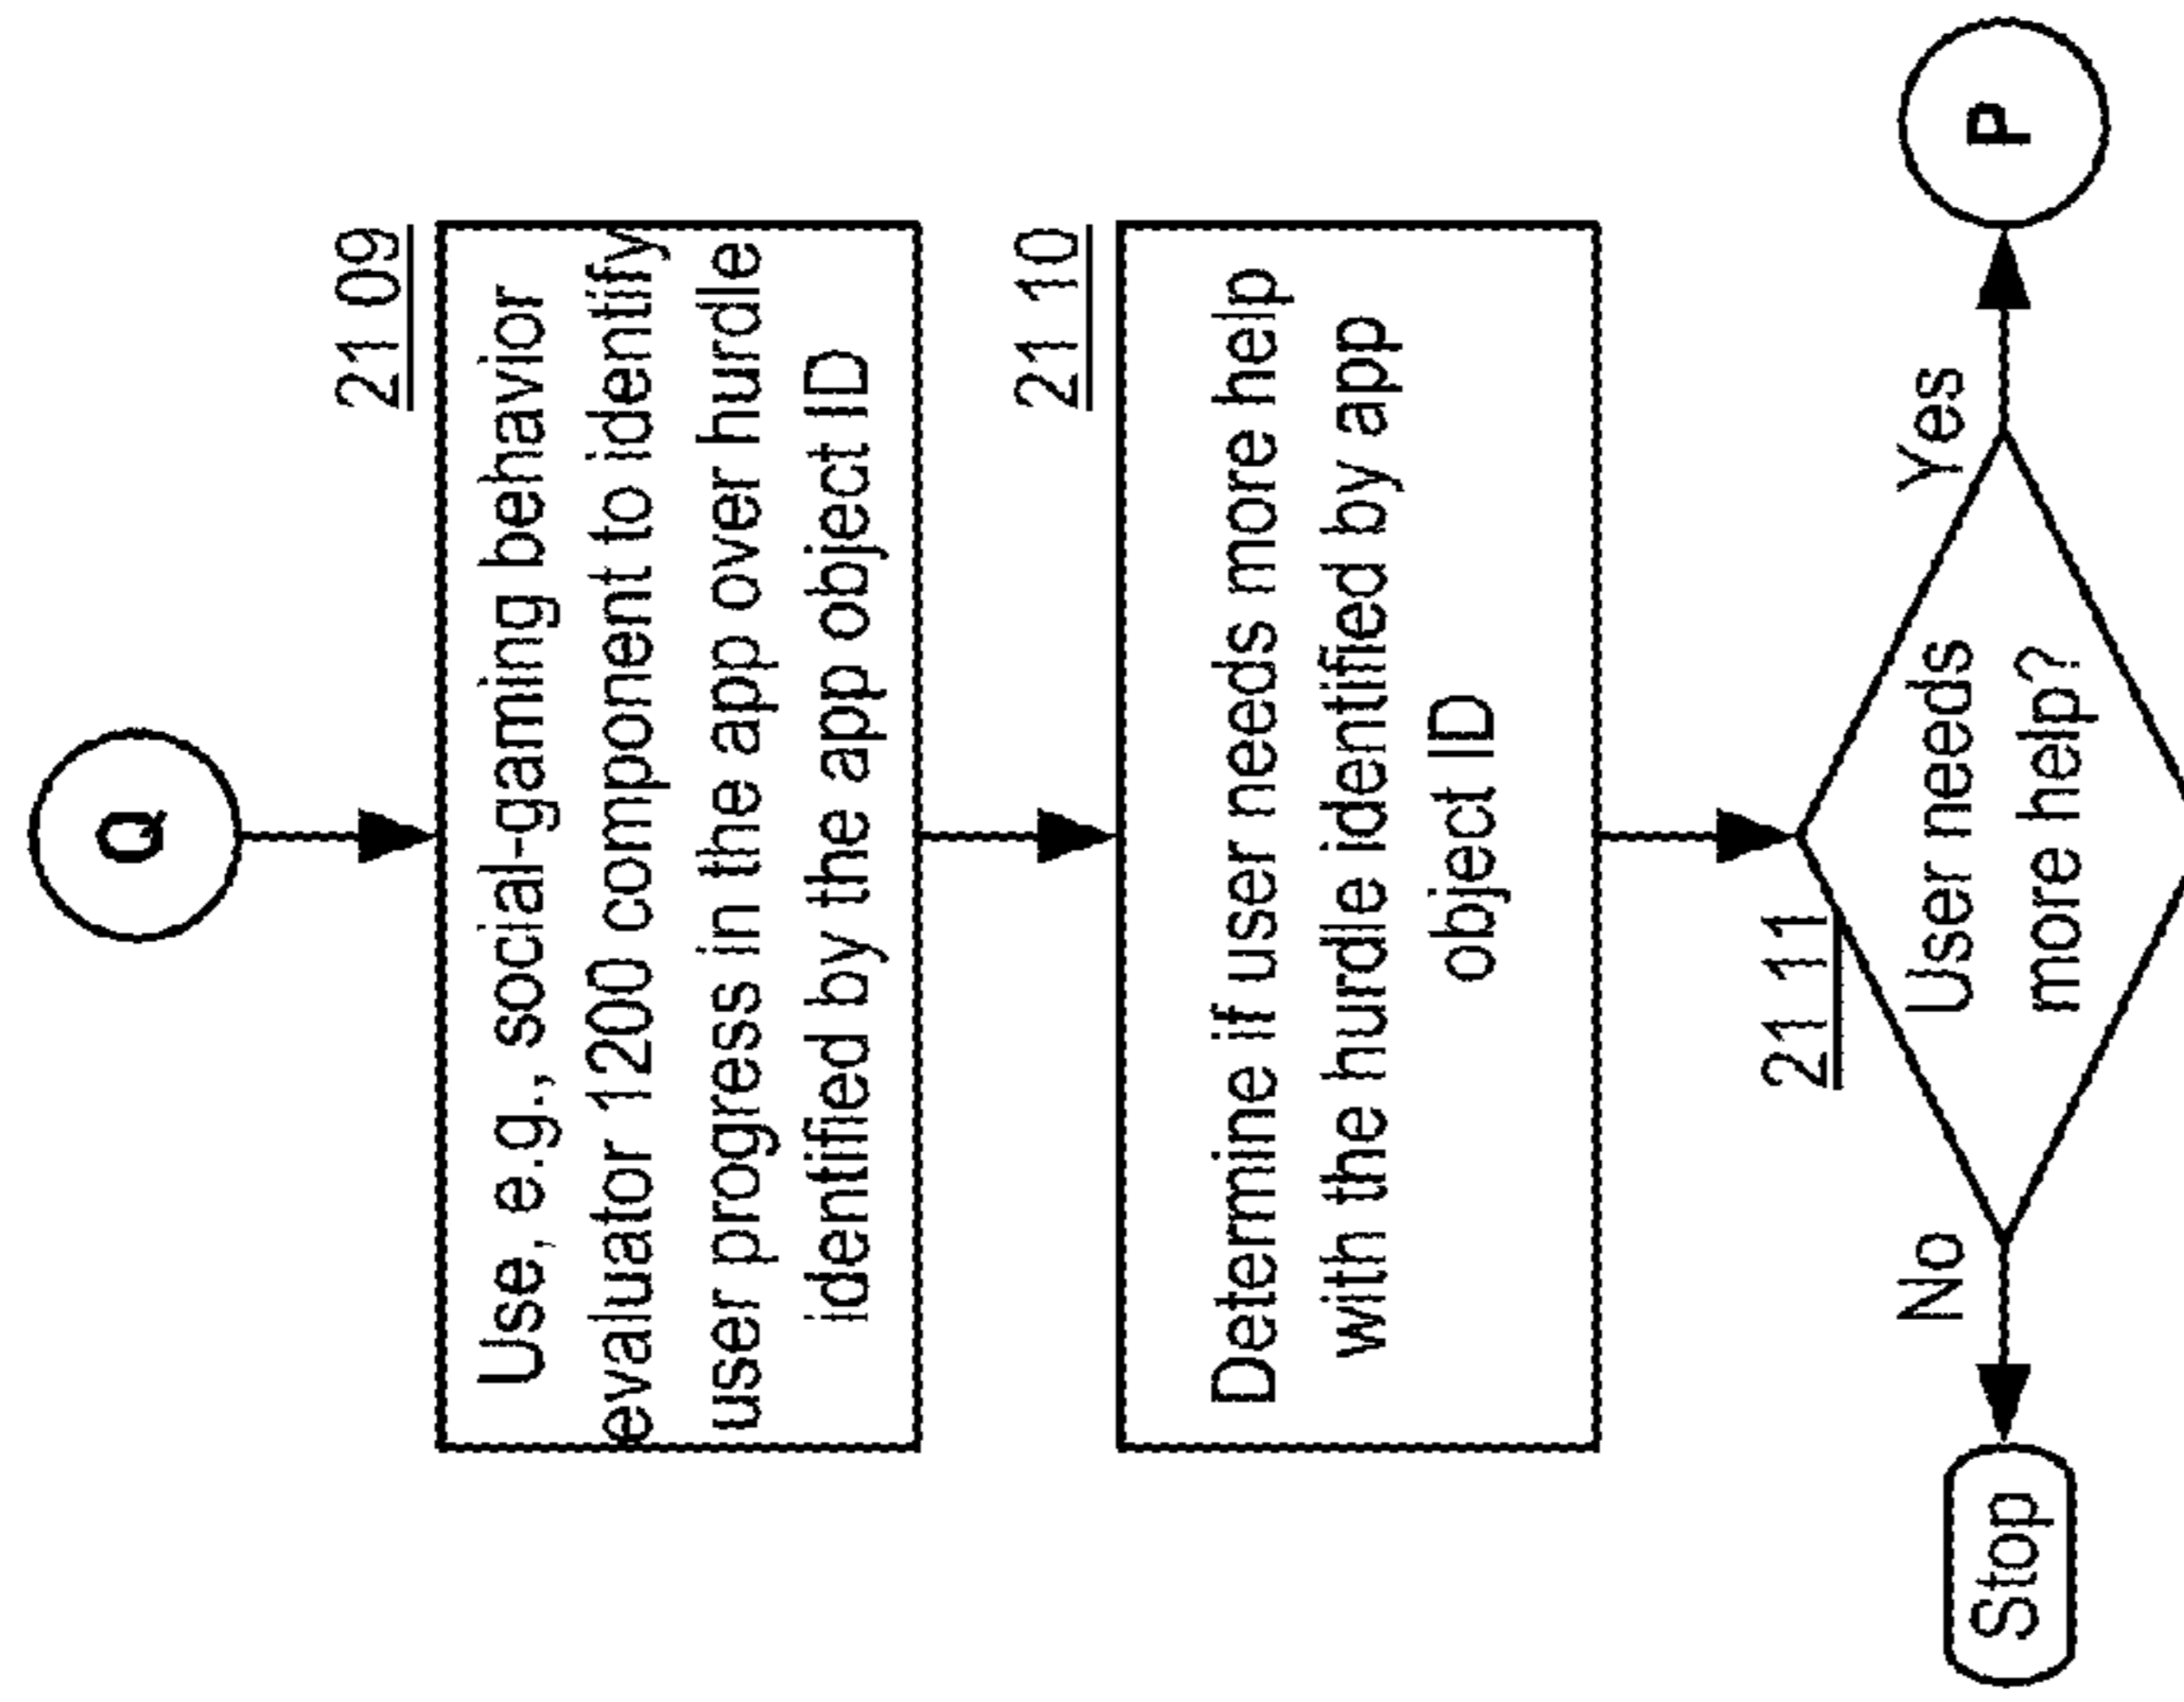 Q
21 09
Use, e.g., social-gaming behavior
evaluator 1200 component to identify
user progress in the app over hurdle
identified by the app object ID
21 10
Determine if user needs more help
with the hurdle identified by app
object ID
21 11
User needs
more help?
No
Yes
Stop
P